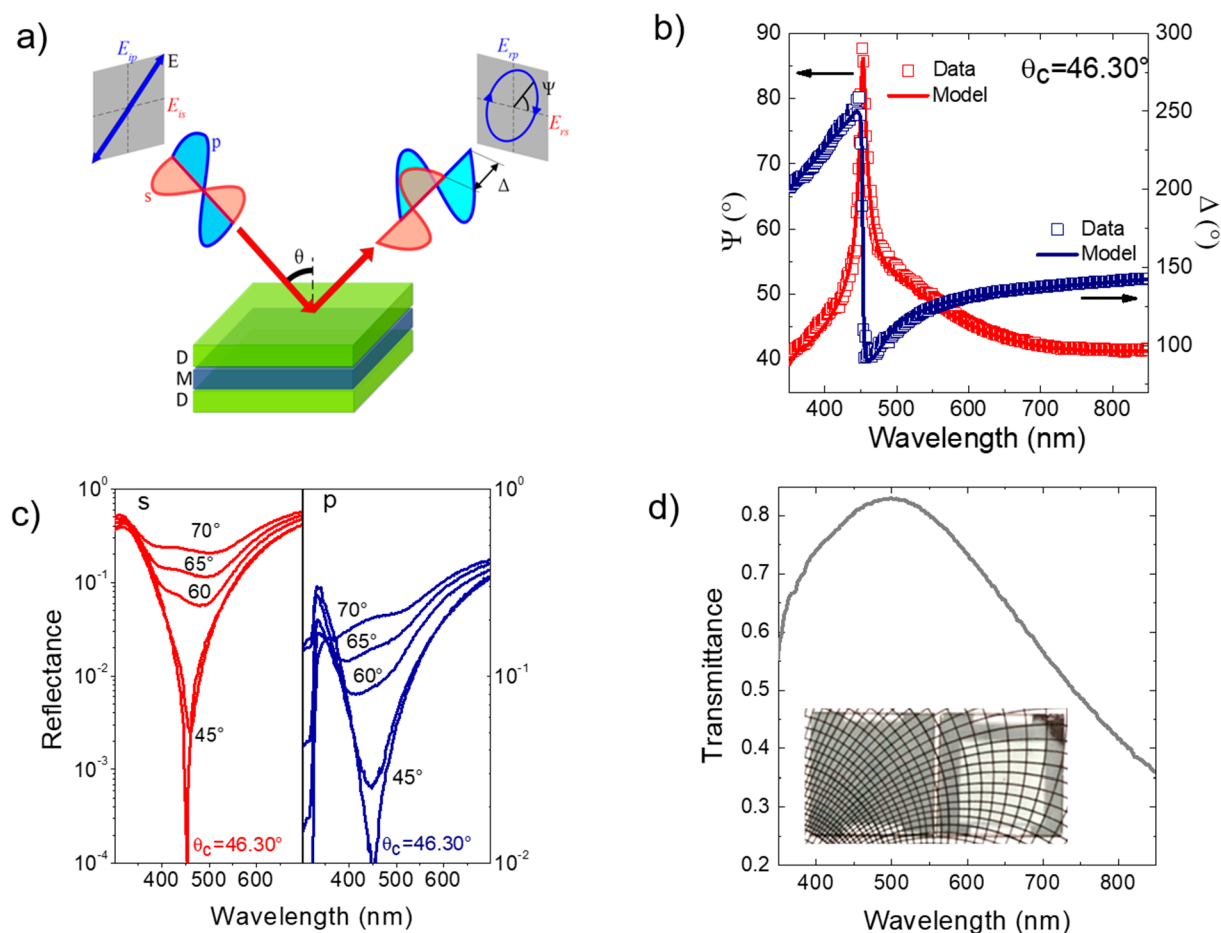 a)
E_ip
E
E_is
p
s
θ
E_rp
Ψ
E_rs
Δ
D
M
D
b)
90
80
70
60
50
40
Ψ (°)
300
250
200
150
100
Δ (°)
Data
Model
θ_C=46.30°
Data
Model
400 500 600 700 800
Wavelength (nm)
c)
10^0
10^-1
10^-2
10^-3
10^-4
Reflectance
s
70°
65°
60
45°
θ_C=46.30°
p
70°
65°
60°
45°
θ_C=46.30°
10^0
10^-1
10^-2
400 500 600 400 500 600
Wavelength (nm)
d)
0.8
0.7
0.6
0.5
0.4
0.3
0.2
Transmittance
400 500 600 700 800
Wavelength (nm)